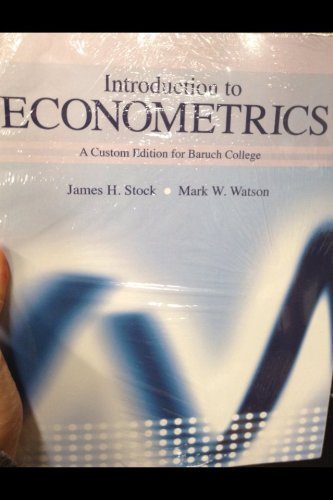 Introduction to
ECONOMETRICS
A Custom Edition for Baruch College
James H. Stock • Mark W. Watson